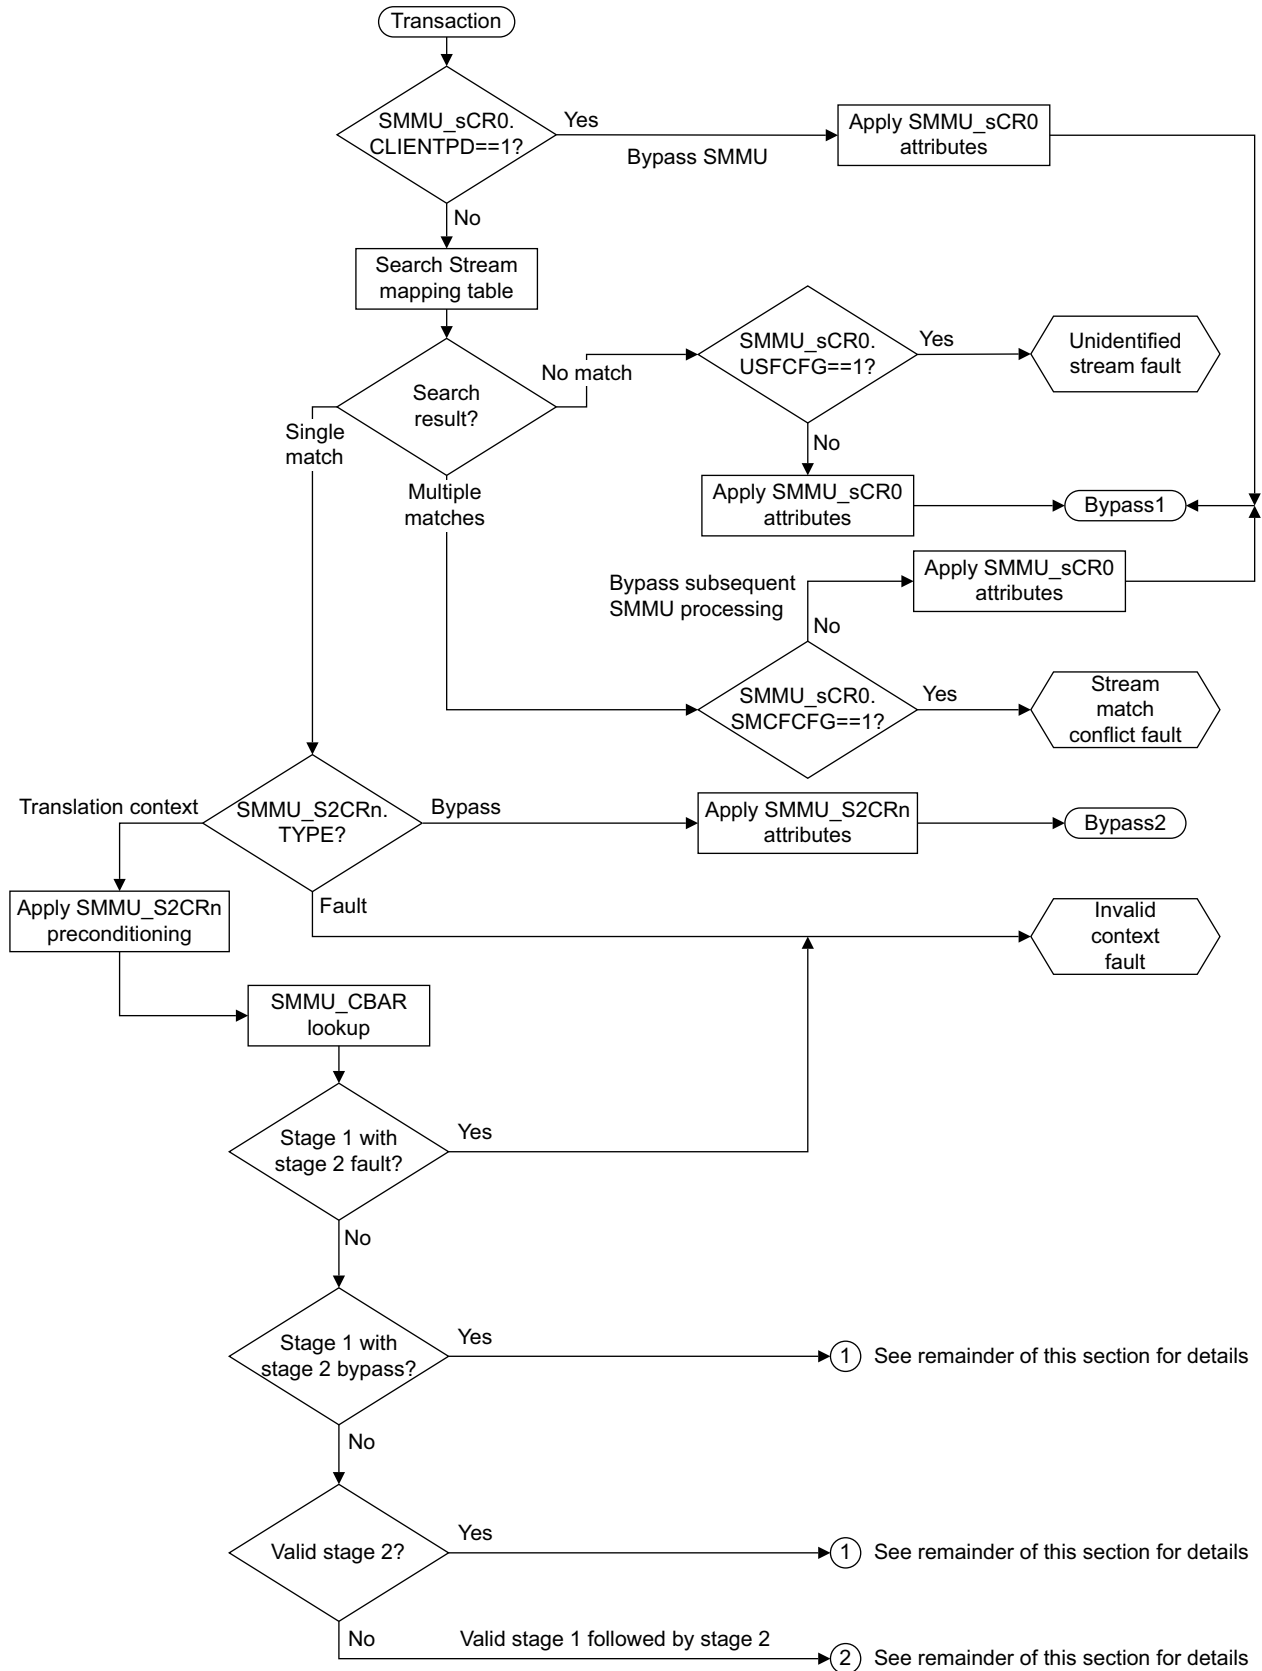 Transaction
SMMU_sCR0.
CLIENTPD==1?
Yes
Bypass SMMU
Apply SMMU_sCR0
attributes
No
Search Stream
mapping table
Search
result?
No match
SMMU_sCR0.
USFCFG==1?
Yes
Unidentified
stream fault
Single
match
No
Multiple
matches
Apply SMMU_sCR0
attributes
Bypass1
Bypass subsequent
SMMU processing
Apply SMMU_sCR0
attributes
No
SMMU_sCR0.
SMCFCFG==1?
Yes
Stream
match
conflict fault
Translation context
SMMU_S2CRn.
TYPE?
Bypass
Apply SMMU_S2CRn
attributes
Bypass2
Apply SMMU_S2CRn
preconditioning
Fault
Invalid
context
fault
SMMU_CBAR
lookup
Stage 1 with
stage 2 fault?
Yes
No
Stage 1 with
stage 2 bypass?
Yes
1 See remainder of this section for details
No
Valid stage 2?
Yes
1 See remainder of this section for details
No
Valid stage 1 followed by stage 2
2 See remainder of this section for details